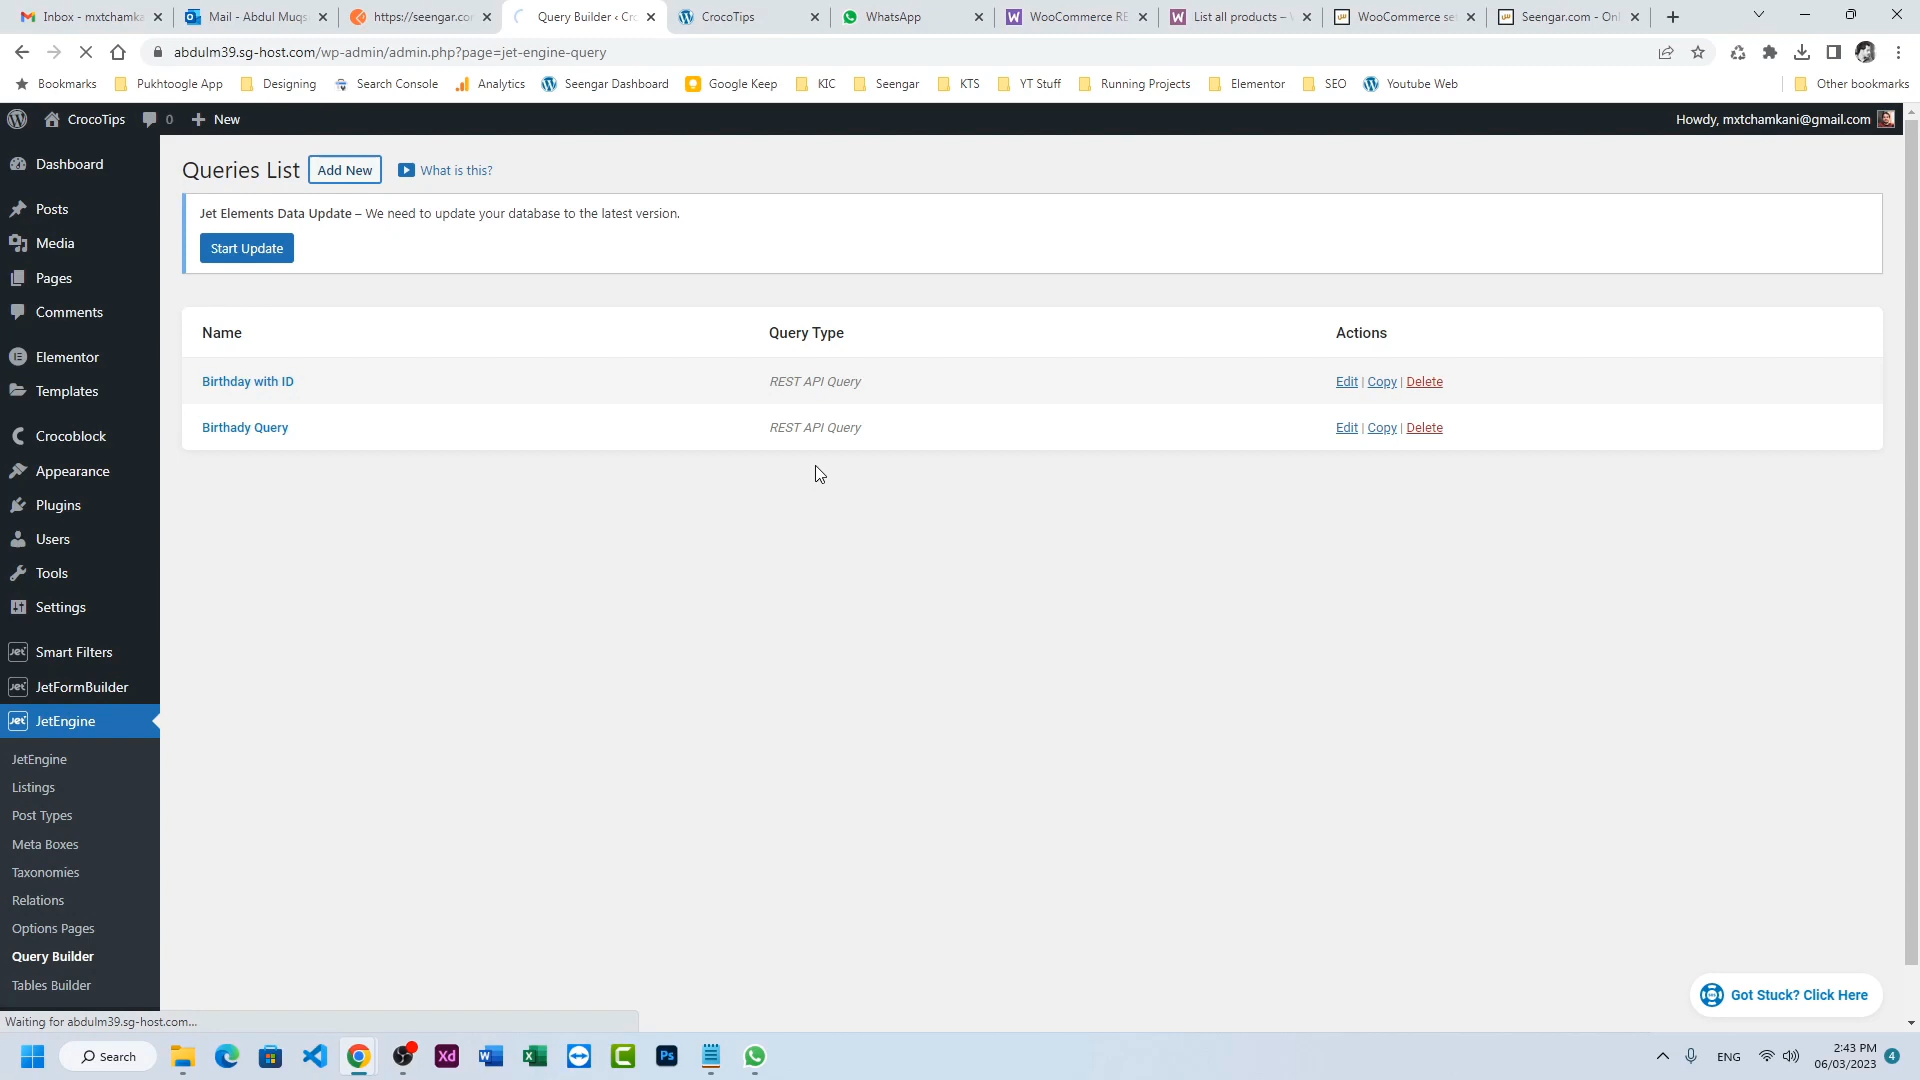 Inbox - mxtchamka
Mail - Abdul Muqs
https://seengar.co
Query Builder ‹ Cro
CrocoTips
WhatsApp
WooCommerce RE
List all products –
WooCommerce se
Seengar.com - Onl
abdulm39.sg-host.com/wp-admin/admin.php?page=jet-engine-query
Bookmarks
Pukhtoogle App
Designing
Search Console
Analytics
Seengar Dashboard
Google Keep
KIC
Seengar
KTS
YT Stuff
Running Projects
Elementor
SEO
Youtube Web
Other bookmarks
CrocoTips
0
New
Howdy, mxtchamkani@gmail.com
Dashboard
Posts
Media
Pages
Comments
Elementor
Templates
Crocoblock
Appearance
Plugins
Users
Tools
Settings
Smart Filters
JetFormBuilder
JetEngine
JetEngine
Listings
Post Types
Meta Boxes
Taxonomies
Relations
Options Pages
Query Builder
Tables Builder
Queries List
Add New
What is this?
Jet Elements Data Update – We need to update your database to the latest version.
Start Update
Name Query Type Actions
Birthday with ID REST API Query Edit | Copy | Delete
Birthady Query REST API Query Edit | Copy | Delete
Got Stuck? Click Here
Waiting for abdulm39.sg-host.com...
Search
Xd
Ps
ENG
2:43 PM
06/03/2023
4